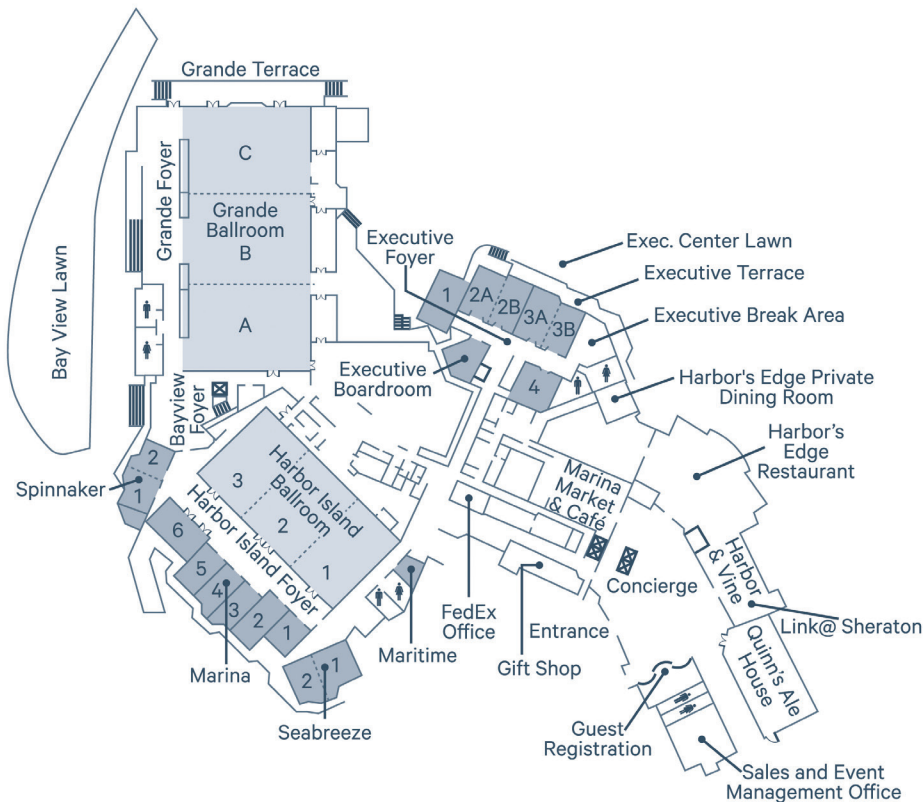 Grande Terrace
Bay View Lawn
Grande Foyer
C
Grande
Ballroom
B
A
Executive
Foyer
Exec. Center Lawn
Executive Terrace
Executive Break Area
1
2A
2B
3A
3B
4
Executive
Boardroom
Harbor's Edge Private
Dining Room
Harbor's
Edge
Restaurant
Bayview
Foyer
Spinnaker
2
1
Harbor Island
Ballroom
3
2
1
Harbor Island Foyer
6
5
4
3
2
1
Marina
Marina
Market
& Café
Harbor
& Vine
Concierge
FedEx
Office
Entrance
Gift Shop
Maritime
2
1
Seabreeze
Link@ Sheraton
Quinn's Ale
House
Guest
Registration
Sales and Event
Management Office